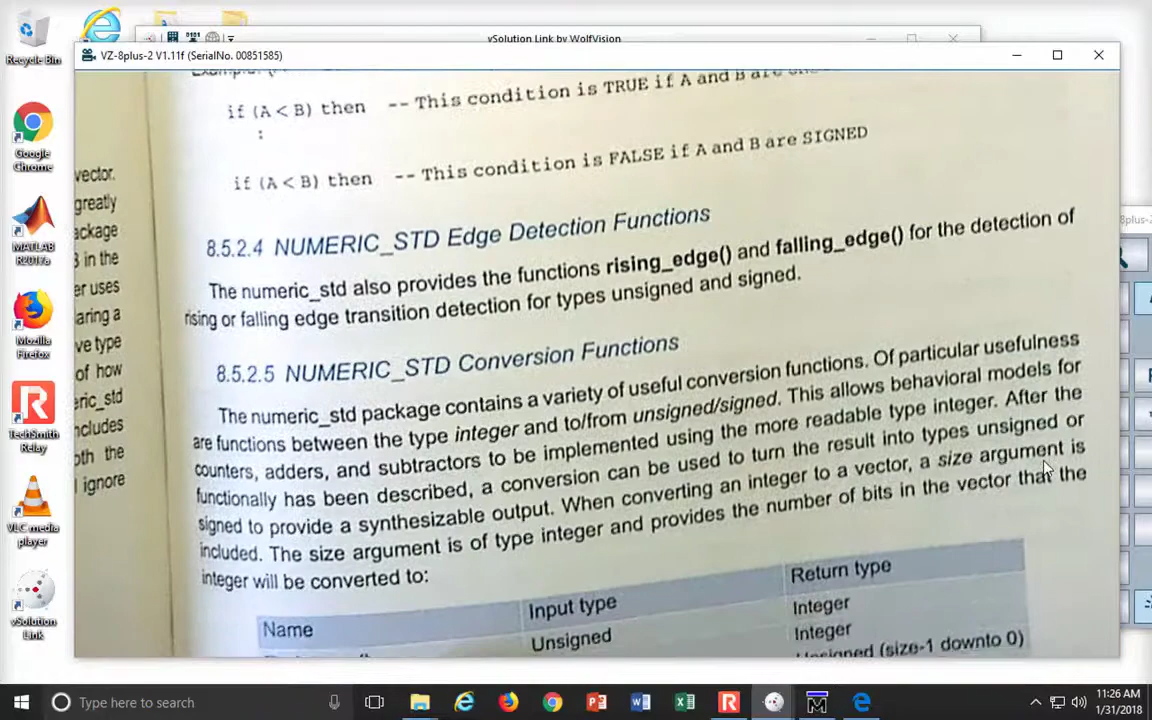 Recycle Bin
Google
Chrome
MATLAB
R2017a
Mozilla
Firefox
TechSmith
Relay
VLC media
player
vSolution
Link
vSolution Link by WolfVision
VZ-8plus-2 V1.11f (SerialNo. 00851585)
8plus-2
vector.
greatly
ackage
B in the
er uses
aring a
ve type
of how
eric_std
ncludes
oth the
l ignore
if (A < B) then -- This condition is TRUE if A and B are
:
if (A < B) then -- This condition is FALSE if A and B are SIGNED
8.5.2.4 NUMERIC_STD Edge Detection Functions
The numeric_std also provides the functions rising_edge() and falling_edge() for the detection of
rising or falling edge transition detection for types unsigned and signed.
8.5.2.5 NUMERIC_STD Conversion Functions
The numeric_std package contains a variety of useful conversion functions. Of particular usefulness
are functions between the type integer and to/from unsigned/signed. This allows behavioral models for
counters, adders, and subtractors to be implemented using the more readable type integer. After the
functionally has been described, a conversion can be used to turn the result into types unsigned or
signed to provide a synthesizable output. When converting an integer to a vector, a size argument is
included. The size argument is of type integer and provides the number of bits in the vector that the
integer will be converted to:
Name Input type Return type
Unsigned Integer
Integer
Unsigned (size-1 downto 0)
Type here to search
11:26 AM
1/31/2018